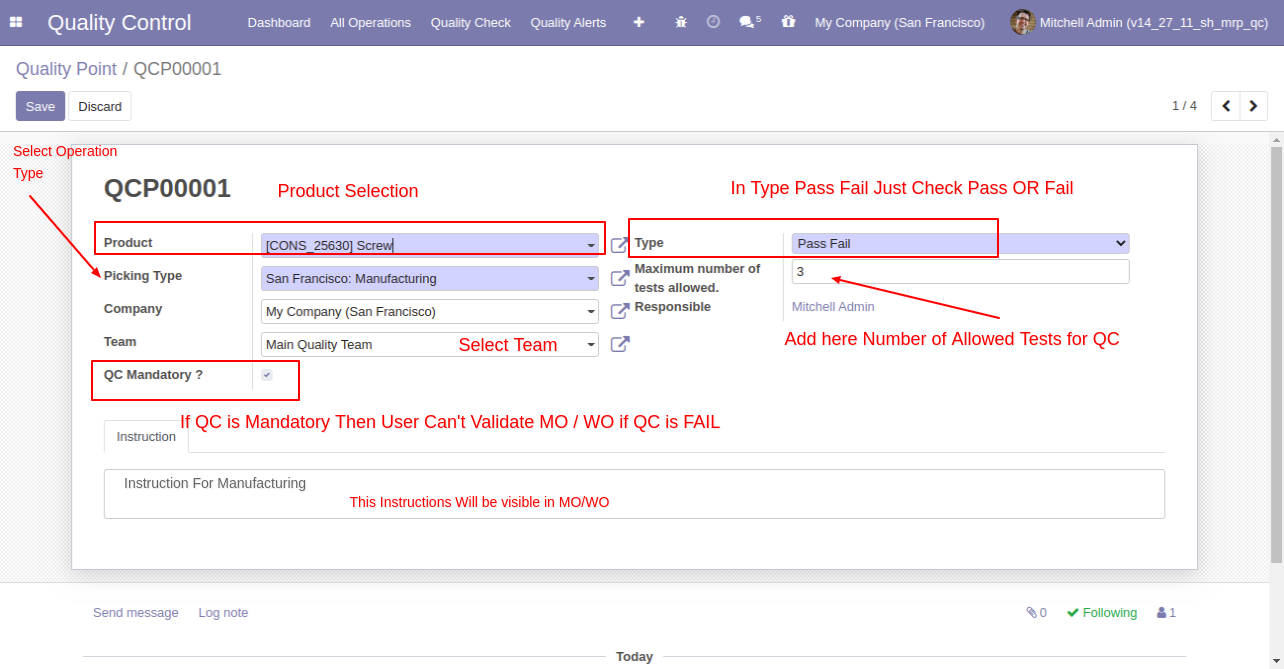 Quality Control Dashboard All Operations Quality Check Quality Alerts 5 My Company (San Francisco) Mitchell Admin (v14_27_11_sh_mrp_qc)
Quality Point / QCP00001
Save Discard 1 / 4
Select Operation
Type
QCP00001 Product Selection In Type Pass Fail Just Check Pass OR Fail
Product [CONS_25630] Screw Type Pass Fail
Picking Type San Francisco: Manufacturing Maximum number of
tests allowed. 3
Company My Company (San Francisco) Responsible Mitchell Admin
Team Main Quality Team Select Team Add here Number of Allowed Tests for QC
QC Mandatory ?
If QC is Mandatory Then User Can't Validate MO / WO if QC is FAIL
Instruction
Instruction For Manufacturing
This Instructions Will be visible in MO/WO
Send message Log note 0 Following 1
Today